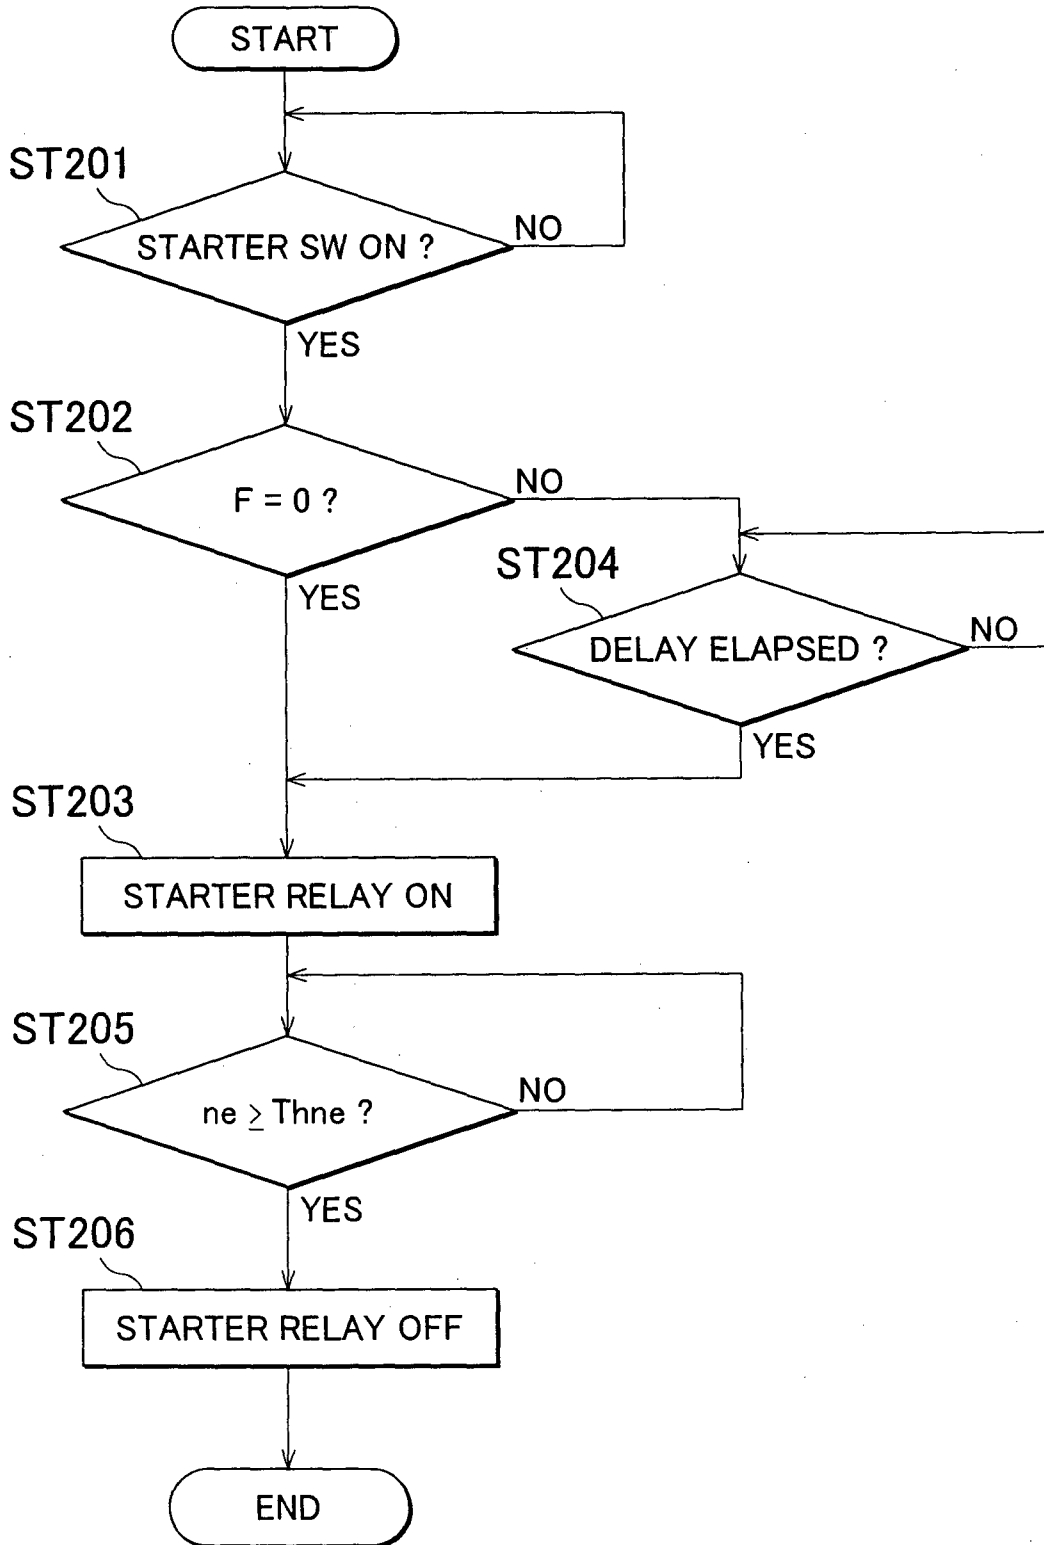 START
ST201
STARTER SW ON ?
NO
YES
ST202
F = 0 ?
NO
YES
ST204
DELAY ELAPSED ?
NO
YES
ST203
STARTER RELAY ON
ST205
ne ≥ Thne ?
NO
YES
ST206
STARTER RELAY OFF
END